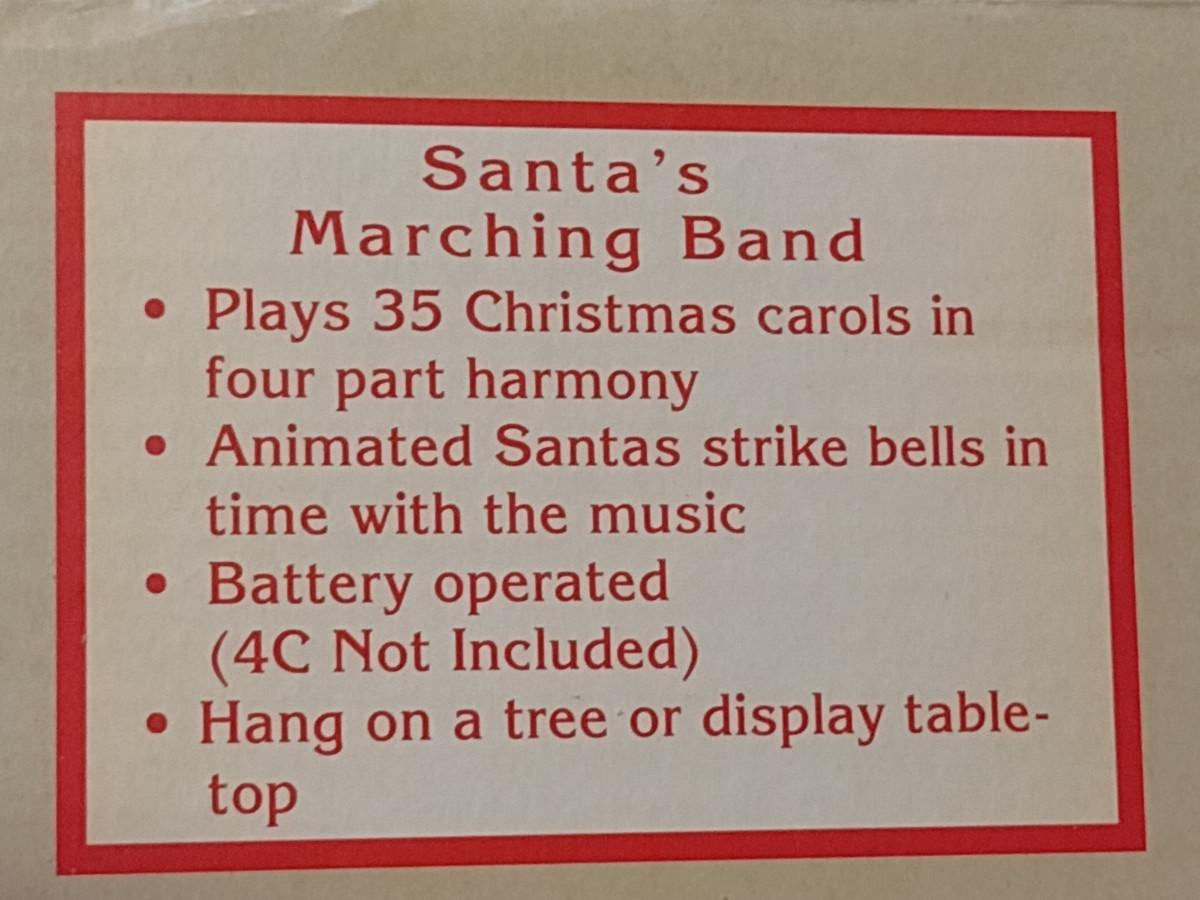 Santa's
Marching Band
• Plays 35 Christmas carols in
four part harmony
• Animated Santas strike bells in
time with the music
• Battery operated
(4C Not Included)
• Hang on a tree or display table-
top